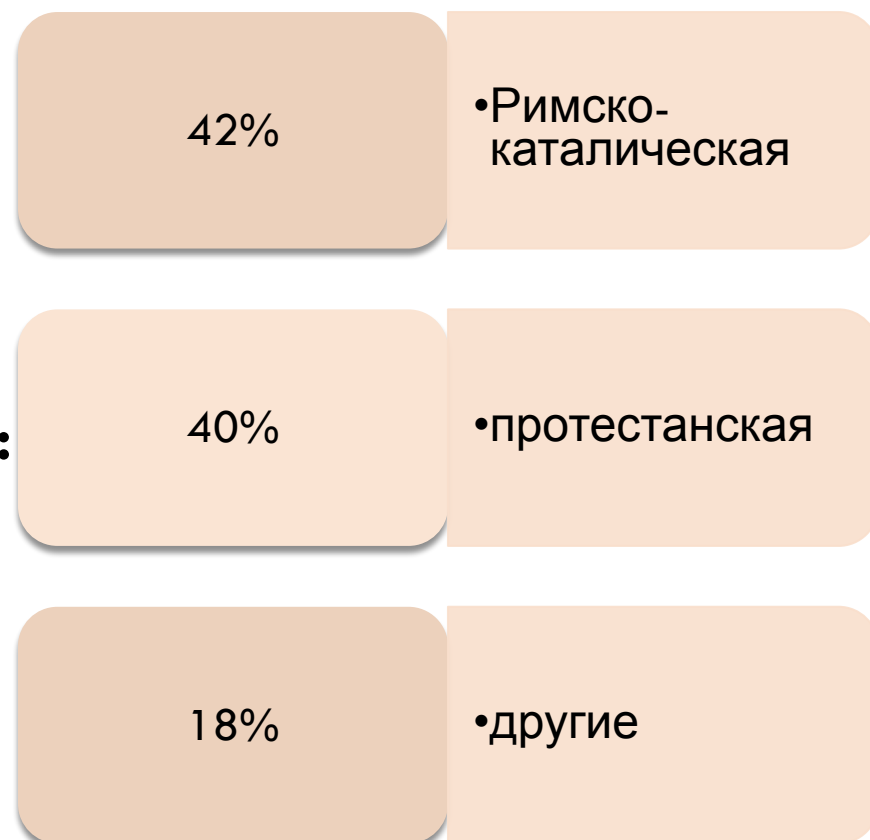 42%
•Римско-
каталическая
:
40%
•протестанская
18%
•другие